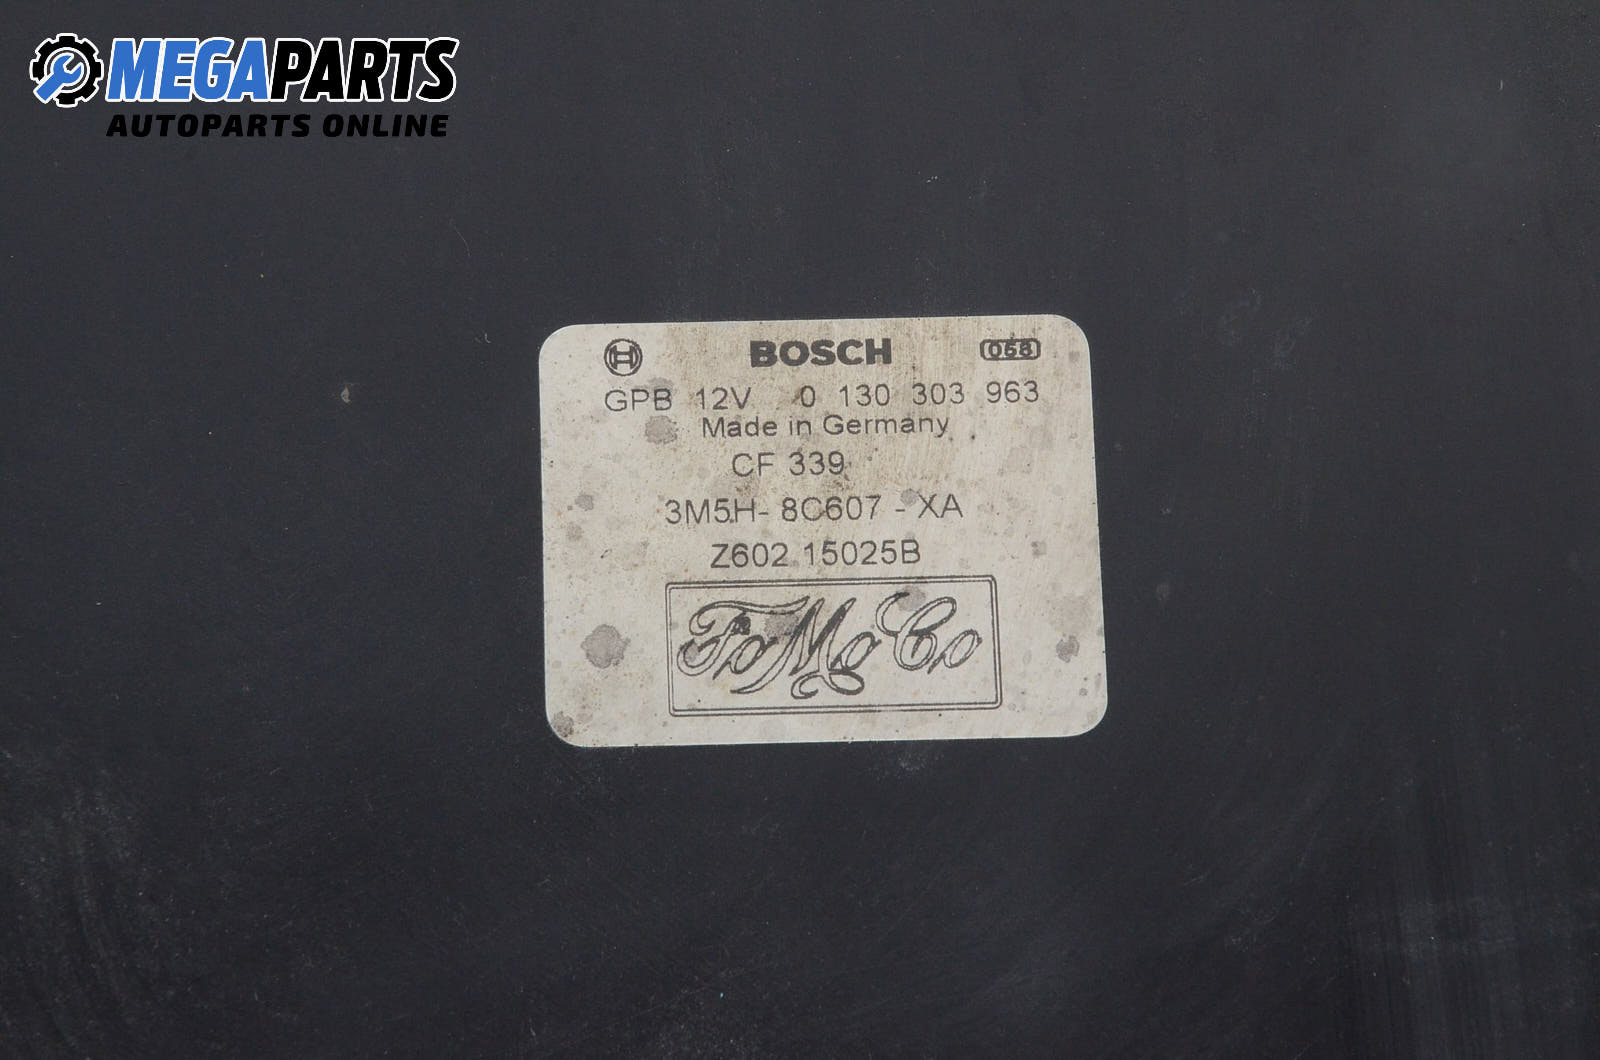 MEGAPARTS
AUTOPARTS ONLINE
BOSCH 058
GPB 12V 0 130 303 963
Made in Germany
CF 339
3M5H- 8C607 - XA
Z602 15025B
FoMoCo